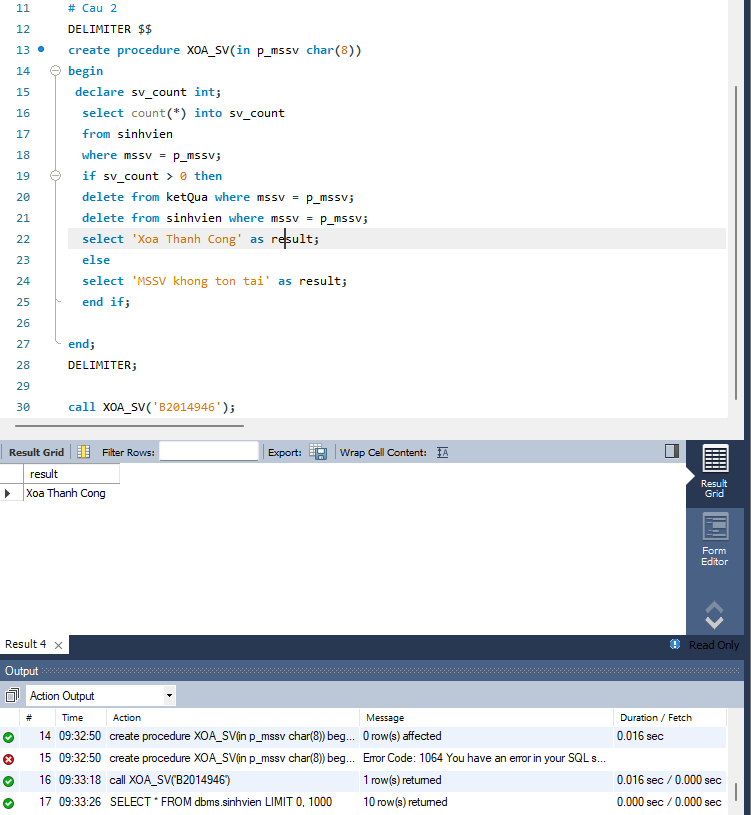 11 # Cau 2
12 DELIMITER $$
13 create procedure XOA_SV(in p_mssv char(8))
14 begin
15 declare sv_count int;
16 select count(*) into sv_count
17 from sinhvien
18 where mssv = p_mssv;
19 if sv_count > 0 then
20 delete from ketQua where mssv = p_mssv;
21 delete from sinhvien where mssv = p_mssv;
22 select 'Xoa Thanh Cong' as result;
23 else
24 select 'MSSV khong ton tai' as result;
25 end if;
26
27 end;
28 DELIMITER;
29
30 call XOA_SV('B2014946');
Result Grid Filter Rows: Export: Wrap Cell Content:
result
Xoa Thanh Cong
Result Grid
Form Editor
Result 4
Read Only
Output
Action Output
# Time Action Message Duration / Fetch
14 09:32:50 create procedure XOA_SV(in p_mssv char(8)) beg... 0 row(s) affected 0.016 sec
15 09:32:50 create procedure XOA_SV(in p_mssv char(8)) beg... Error Code: 1064 You have an error in your SQL s...
16 09:33:18 call XOA_SV('B2014946') 1 row(s) returned 0.016 sec / 0.000 sec
17 09:33:26 SELECT * FROM dbms.sinhvien LIMIT 0, 1000 10 row(s) returned 0.000 sec / 0.000 sec